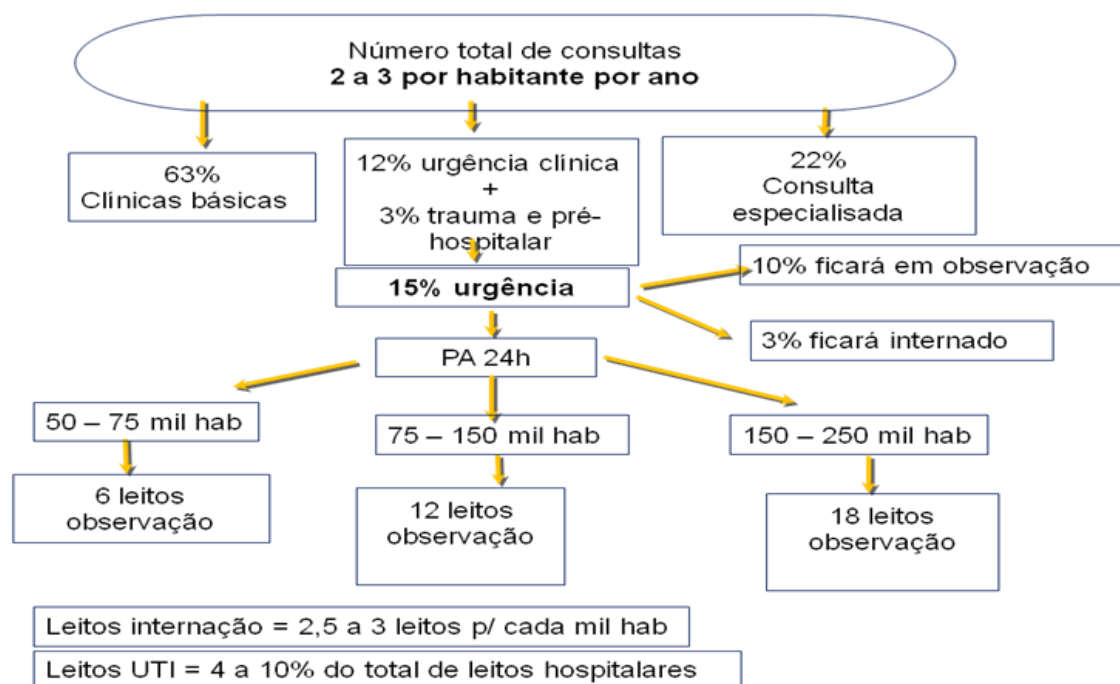 Número total de consultas
2 a 3 por habitante por ano
63%
Clínicas básicas
12% urgência clínica
+
3% trauma e pré-
hospitalar
22%
Consulta
especialisada
15% urgência
10% ficará em observação
3% ficará internado
PA 24h
50 – 75 mil hab
75 – 150 mil hab
150 – 250 mil hab
6 leitos
observação
12 leitos
observação
18 leitos
observação
Leitos internação = 2,5 a 3 leitos p/ cada mil hab
Leitos UTI = 4 a 10% do total de leitos hospitalares